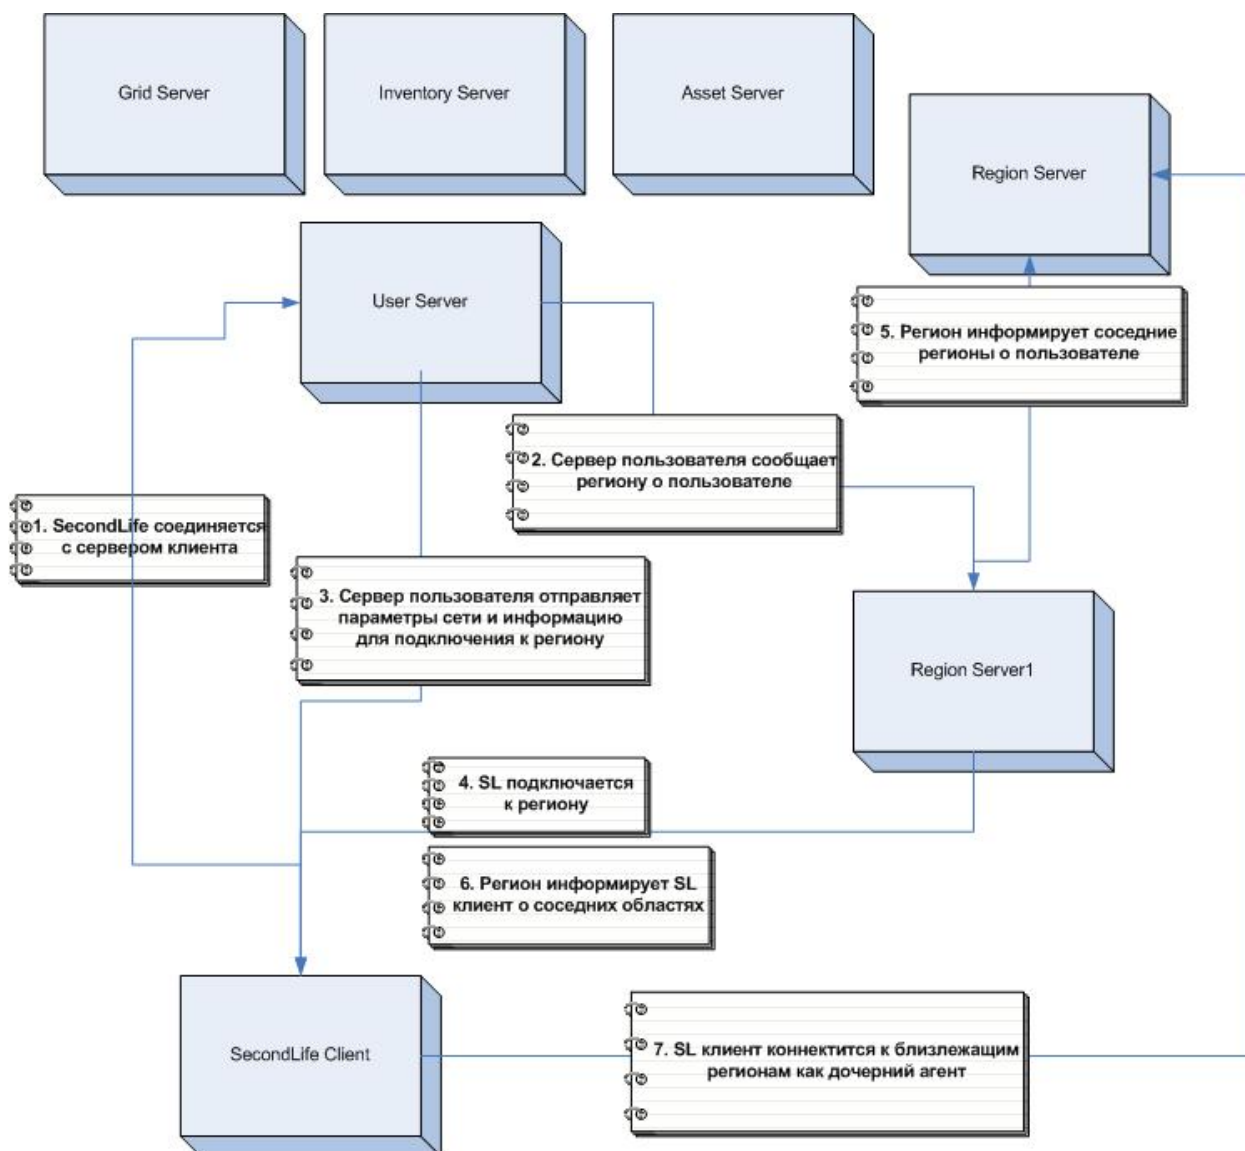 Grid Server
Inventory Server
Asset Server
Region Server
User Server
5. Регион информирует соседние
регионы о пользователе
2. Сервер пользователя сообщает
региону о пользователе
1. SecondLife соединяется
с сервером клиента
3. Сервер пользователя отправляет
параметры сети и информацию
для подключения к региону
Region Server1
4. SL подключается
к региону
6. Регион информирует SL
клиент о соседних областях
SecondLife Client
7. SL клиент коннектится к близлежащим
регионам как дочерний агент